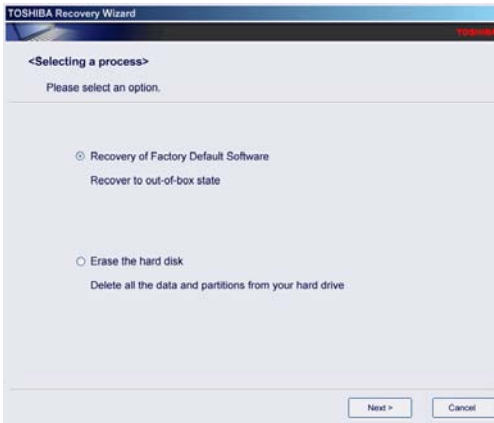 TOSHIBA Recovery Wizard
TOSHIBA
<Selecting a process>
Please select an option.
Recovery of Factory Default Software
Recover to out-of-box state
Erase the hard disk
Delete all the data and partitions from your hard drive
Next >
Cancel